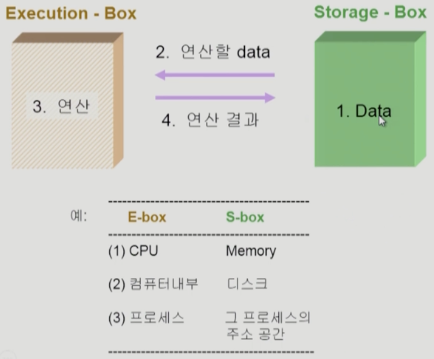 Execution - Box
Storage - Box
2. 연산할 data
3. 연산
1. Data
4. 연산 결과
예:
E-box S-box
(1) CPU Memory
(2) 컴퓨터내부 디스크
(3) 프로세스 그 프로세스의
주소 공간